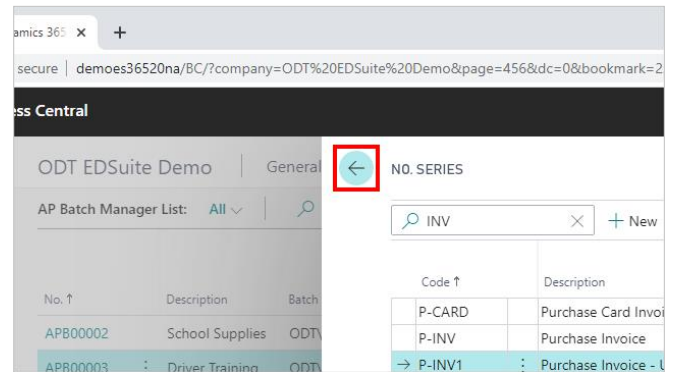 amics 365
secure demoes36520na/BC/?company=ODT%20EDSuite%20Demo&page=456&dc=0&bookmark=2
ss Central
ODT EDSuite Demo General
NO. SERIES
AP Batch Manager List: All
INV
New
Code ↑ Description
No. ↑ Description Batch
P-CARD Purchase Card Invoi
APB00002 School Supplies ODT\
P-INV Purchase Invoice
APB00003 Driver Training ODT\
P-INV1 Purchase Invoice - U